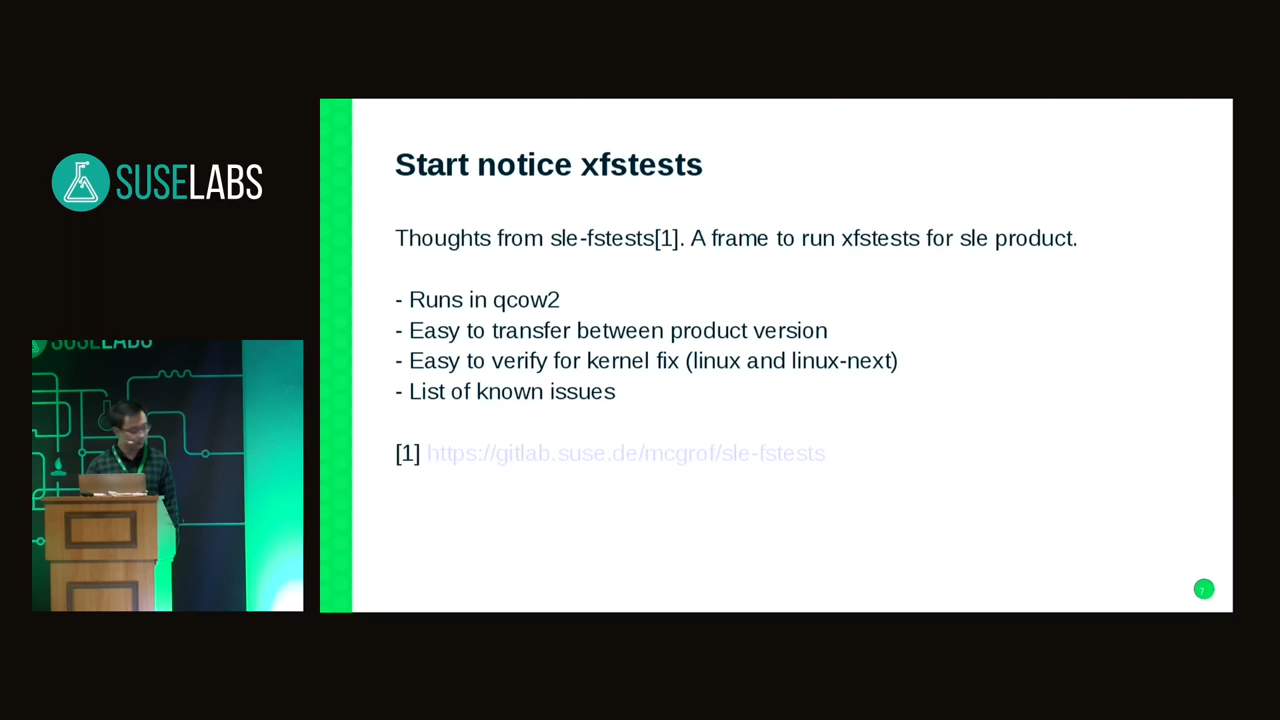 SUSELABS
Start notice xfstests
Thoughts from sle-fstests[1]. A frame to run xfstests for sle product.
- Runs in qcow2
- Easy to transfer between product version
- Easy to verify for kernel fix (linux and linux-next)
- List of known issues
[1] https://gitlab.suse.de/mcgrof/sle-fstests
SUSELABS
7